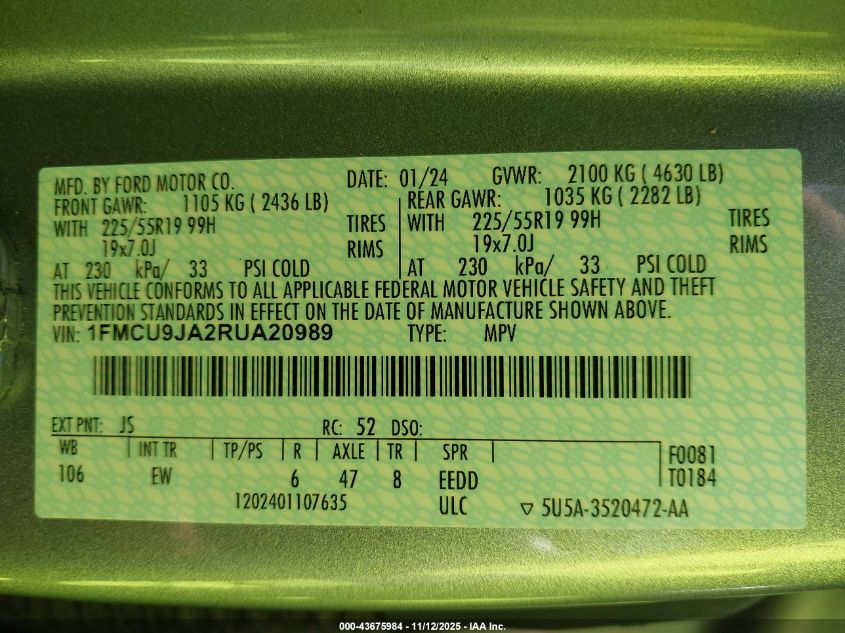 MFD. BY FORD MOTOR CO. DATE: 01/24 GVWR: 2100 KG ( 4630 LB)
FRONT GAWR: 1105 KG ( 2436 LB) REAR GAWR: 1035 KG ( 2282 LB)
WITH 225/55R19 99H TIRES WITH 225/55R19 99H TIRES
19x7.0J RIMS 19x7.0J RIMS
AT 230 kPa/ 33 PSI COLD AT 230 kPa/ 33 PSI COLD
THIS VEHICLE CONFORMS TO ALL APPLICABLE FEDERAL MOTOR VEHICLE SAFETY AND THEFT
PREVENTION STANDARDS IN EFFECT ON THE DATE OF MANUFACTURE SHOWN ABOVE.
VIN: 1FMCU9JA2RUA20989 TYPE: MPV
EXT PNT: JS RC: 52 DSO:
WB INT TR TP/PS R AXLE TR SPR F0081
106 EW 6 47 8 EEDD T0184
1202401107635 ULC ▽ 5U5A-3520472-AA
000-43675984 - 11/12/2025 - IAA Inc.